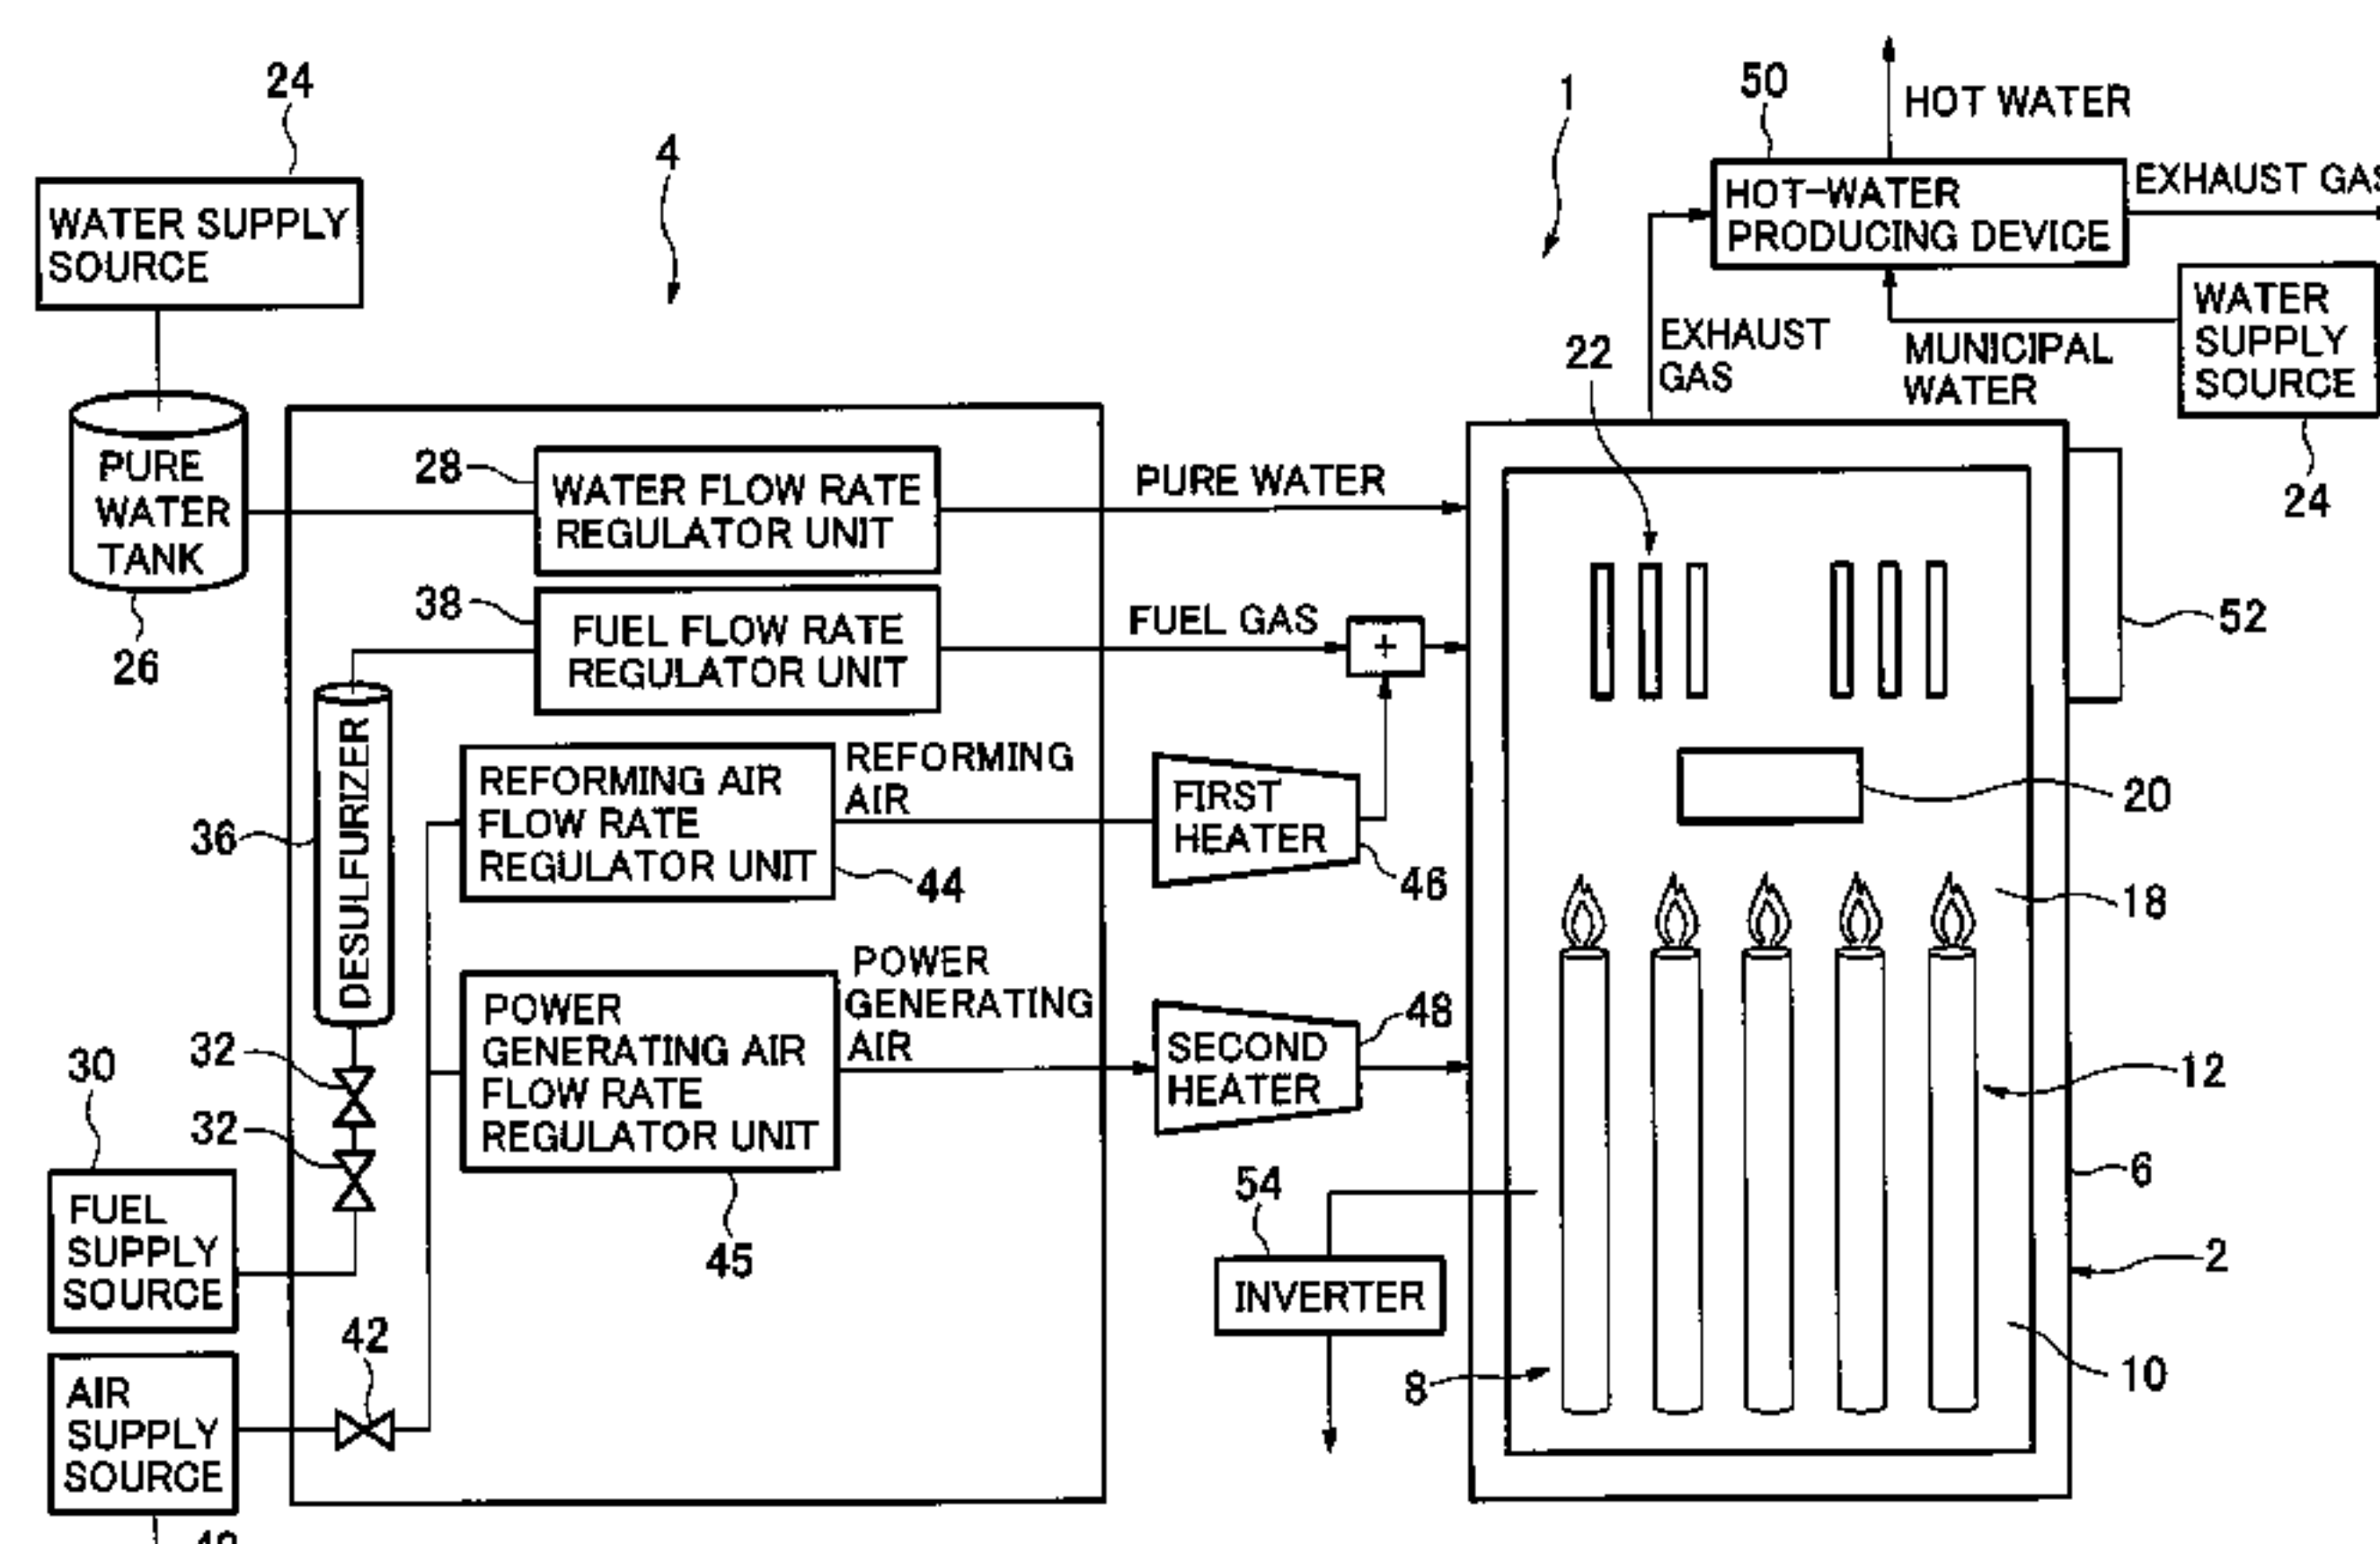 24
WATER SUPPLY
SOURCE
4
1
50
HOT WATER
HOT-WATER
PRODUCING DEVICE
EXHAUST GAS
WATER
SUPPLY
SOURCE
24
EXHAUST
GAS
MUNICIPAL
WATER
22
PURE
WATER
TANK
26
28
WATER FLOW RATE
REGULATOR UNIT
PURE WATER
38
FUEL FLOW RATE
REGULATOR UNIT
FUEL GAS
+
52
DESULFURIZER
36
REFORMING AIR
FLOW RATE
REGULATOR UNIT
44
REFORMING
AIR
FIRST
HEATER
46
20
18
POWER
GENERATING AIR
FLOW RATE
REGULATOR UNIT
45
POWER
GENERATING
AIR
SECOND
HEATER
48
12
32
32
30
FUEL
SUPPLY
SOURCE
54
INVERTER
6
2
8
10
42
AIR
SUPPLY
SOURCE